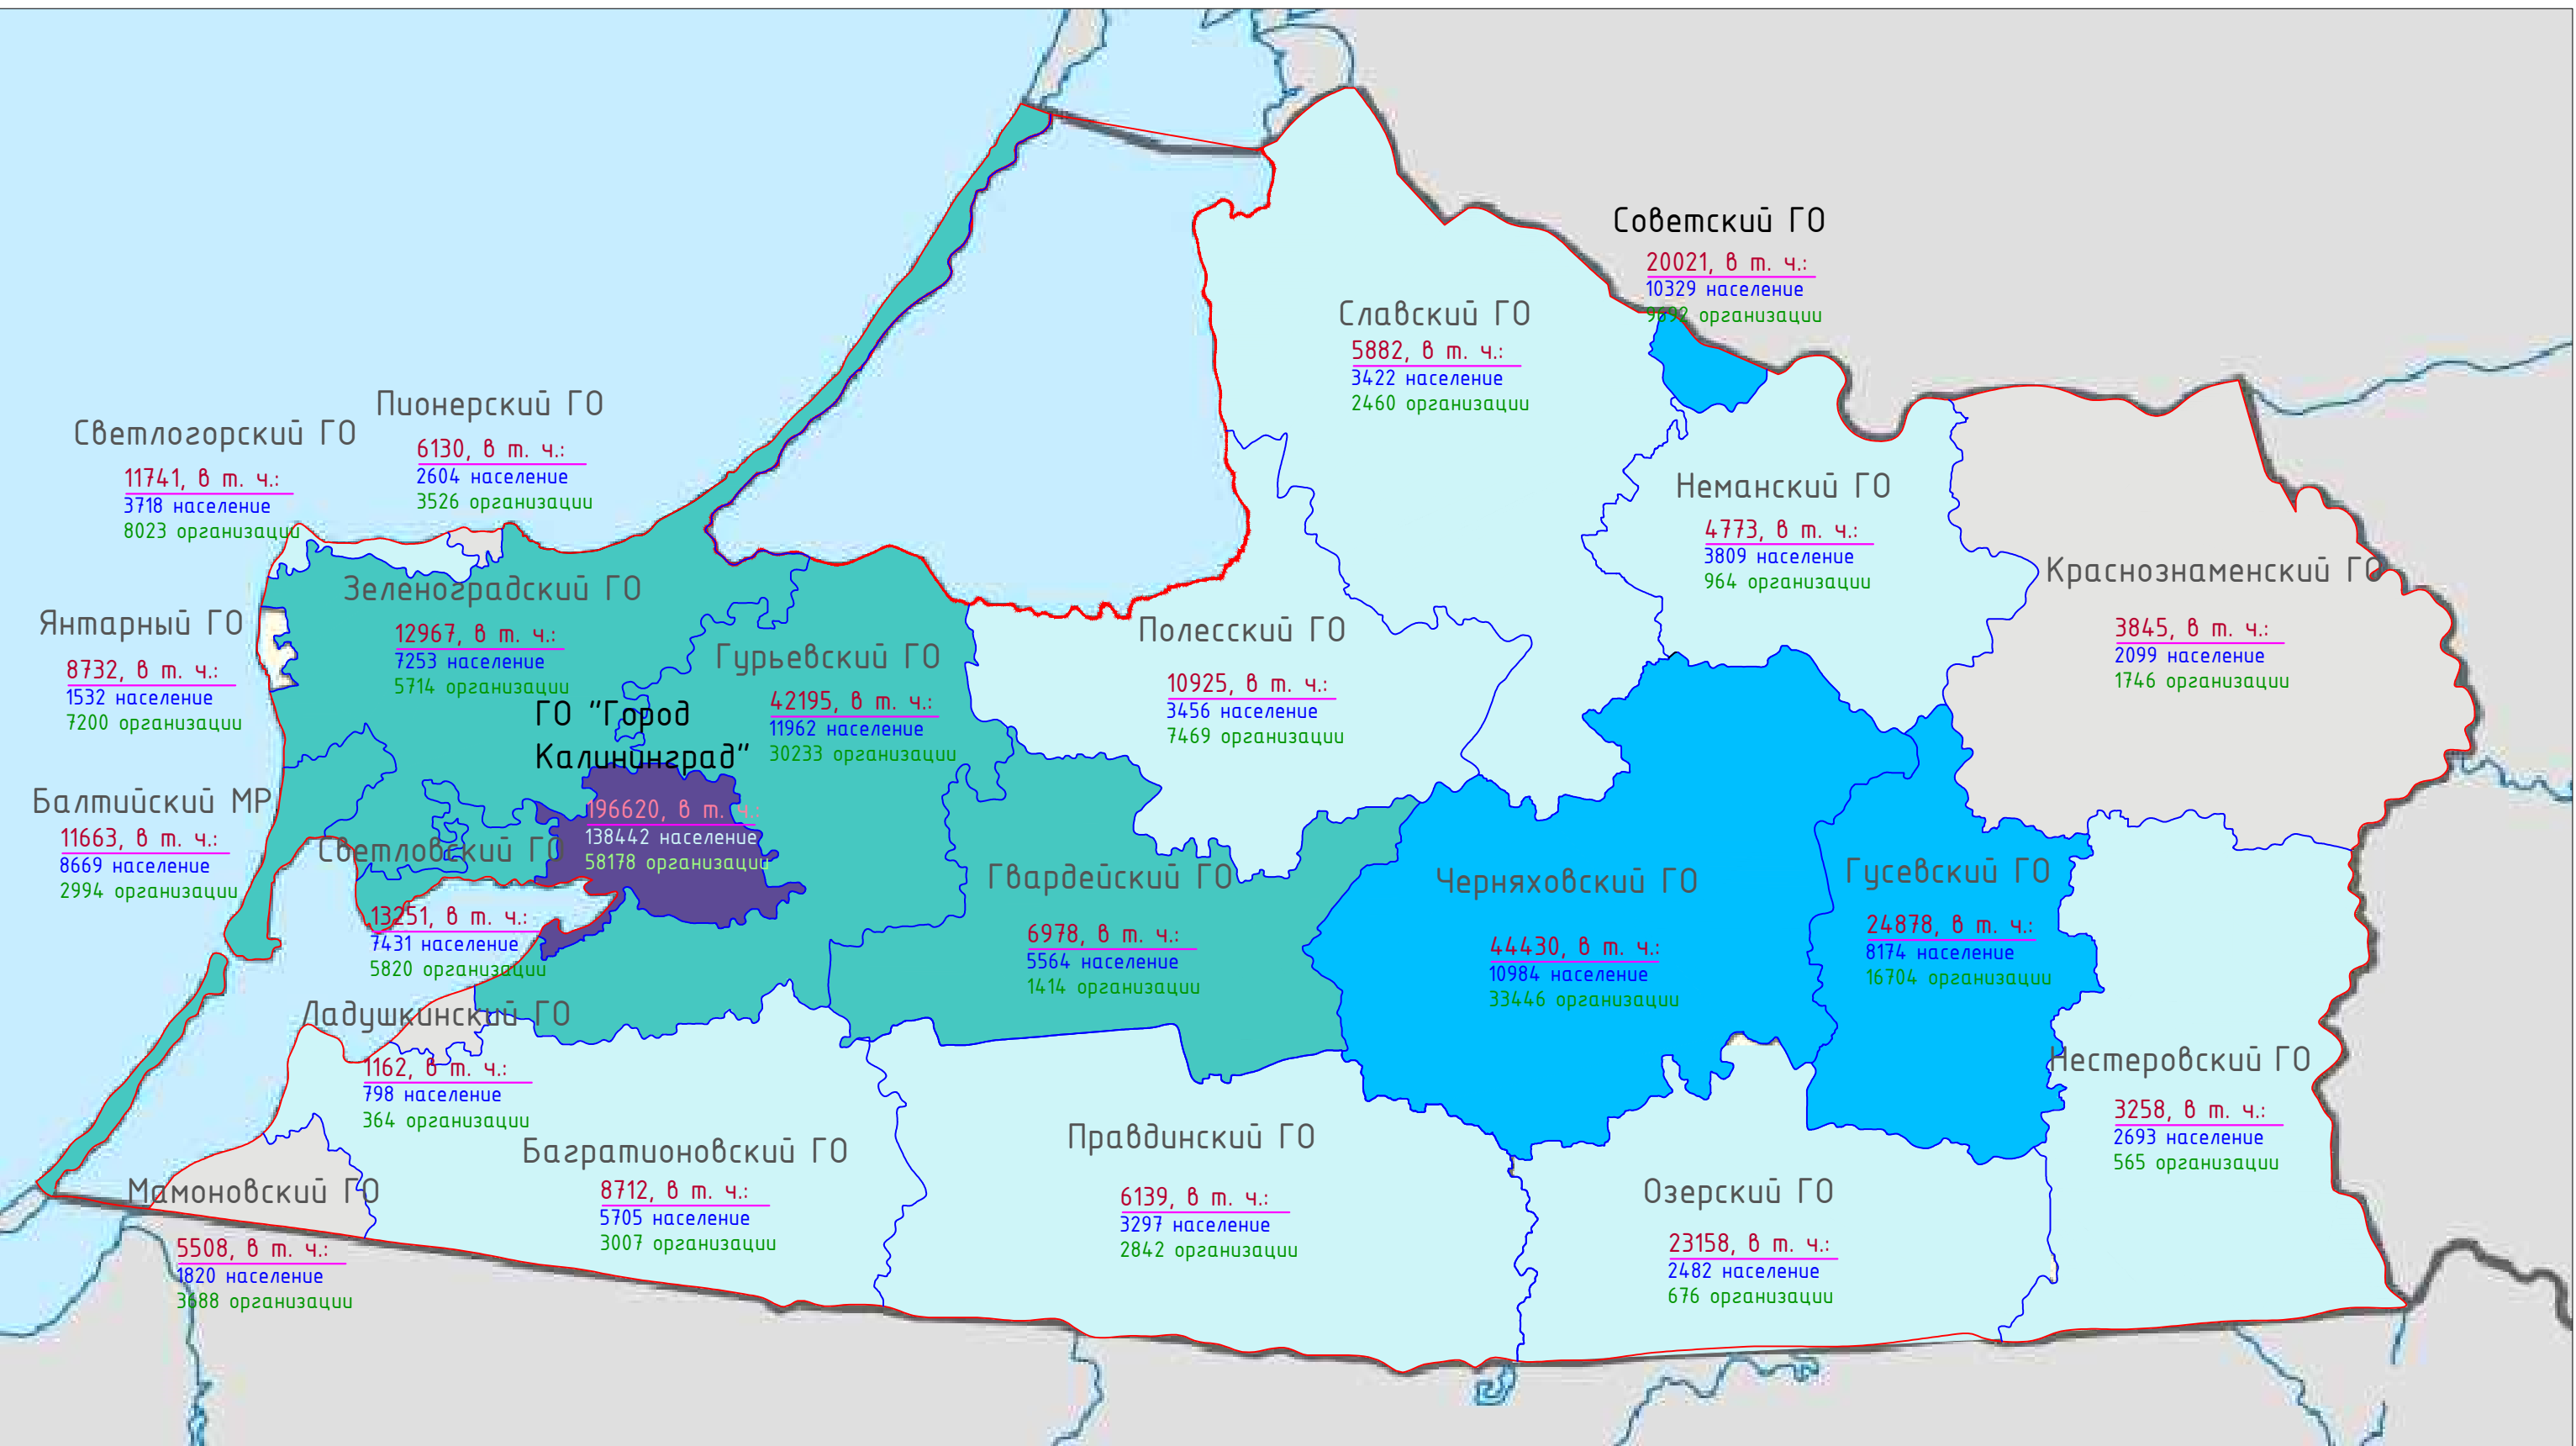 Советский ГО
20021, в т. ч.:
10329 население
9692 организации
Славский ГО
5882, в т. ч.:
3422 население
2460 организации
Пионерский ГО
6130, в т. ч.:
2604 население
3526 организации
Светлогорский ГО
11741, в т. ч.:
3718 население
8023 организации
Неманский ГО
4773, в т. ч.:
3809 население
964 организации
Краснознаменский ГО
3845, в т. ч.:
2099 население
1746 организации
Зеленоградский ГО
12967, в т. ч.:
7253 население
5714 организации
Янтарный ГО
8732, в т. ч.:
1532 население
7200 организации
Гурьевский ГО
42195, в т. ч.:
11962 население
30233 организации
Полесский ГО
10925, в т. ч.:
3456 население
7469 организации
ГО "Город
Калининград"
196620, в т. ч.:
138442 население
58178 организации
Балтийский МР
11663, в т. ч.:
8669 население
2994 организации
Светловский ГО
13251, в т. ч.:
7431 население
5820 организации
Гвардейский ГО
6978, в т. ч.:
5564 население
1414 организации
Черняховский ГО
44430, в т. ч.:
10984 население
33446 организации
Гусевский ГО
24878, в т. ч.:
8174 население
16704 организации
Ладушкинский ГО
1162, в т. ч.:
798 население
364 организации
Нестеровский ГО
3258, в т. ч.:
2693 население
565 организации
Багратионовский ГО
8712, в т. ч.:
5705 население
3007 организации
Правдинский ГО
6139, в т. ч.:
3297 население
2842 организации
Озерский ГО
23158, в т. ч.:
2482 население
676 организации
Мамоновский ГО
5508, в т. ч.:
1820 население
3688 организации